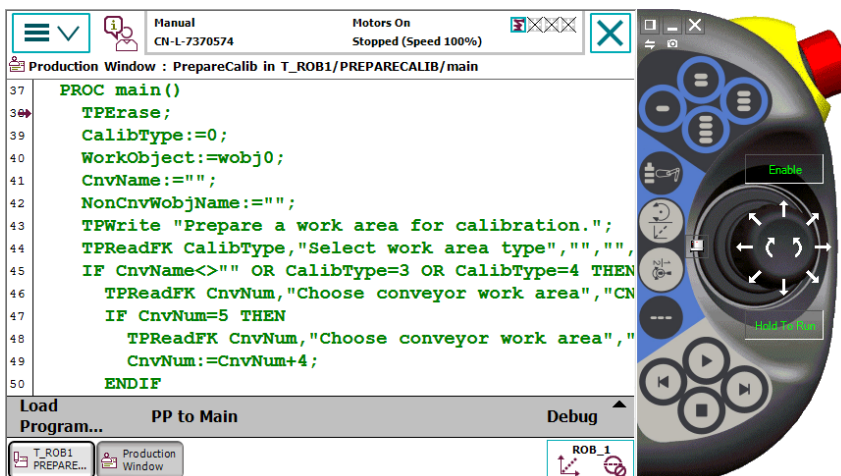 Manual
CN-L-7370574
Motors On
Stopped (Speed 100%)
Production Window : PrepareCalib in T_ROB1/PREPARECALIB/main
37 PROC main()
38 TPErase;
39 CalibType:=0;
40 WorkObject:=wobj0;
41 CnvName:="";
42 NonCnvWobjName:="";
43 TPWrite "Prepare a work area for calibration.";
44 TPReadFK CalibType,"Select work area type","","",
45 IF CnvName<>"" OR CalibType=3 OR CalibType=4 THEN
46 TPReadFK CnvNum,"Choose conveyor work area","CN
47 IF CnvNum=5 THEN
48 TPReadFK CnvNum,"Choose conveyor work area","
49 CnvNum:=CnvNum+4;
50 ENDIF
Load Program...
PP to Main
Debug
T_ROB1 PREPARE...
Production Window
ROB_1
Enable
Hold To Run